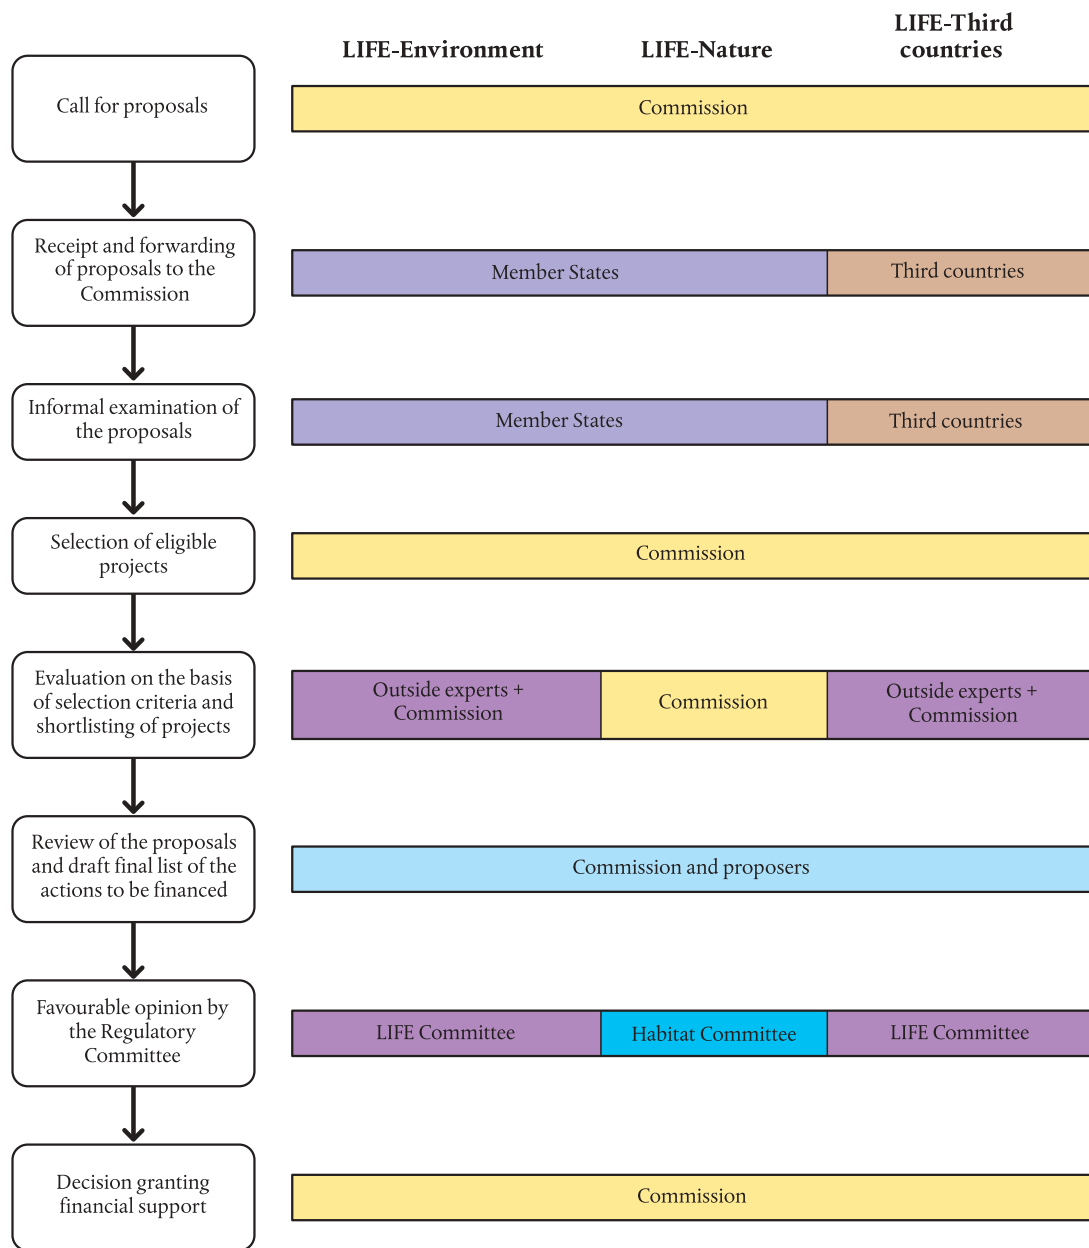 LIFE-Environment
LIFE-Nature
LIFE-Third
countries
Call for proposals
Commission
Receipt and forwarding
of proposals to the
Commission
Member States
Third countries
Informal examination of
the proposals
Member States
Third countries
Selection of eligible
projects
Commission
Evaluation on the basis
of selection criteria and
shortlisting of projects
Outside experts +
Commission
Commission
Outside experts +
Commission
Review of the proposals
and draft final list of the
actions to be financed
Commission and proposers
Favourable opinion by
the Regulatory
Committee
LIFE Committee
Habitat Committee
LIFE Committee
Decision granting
financial support
Commission